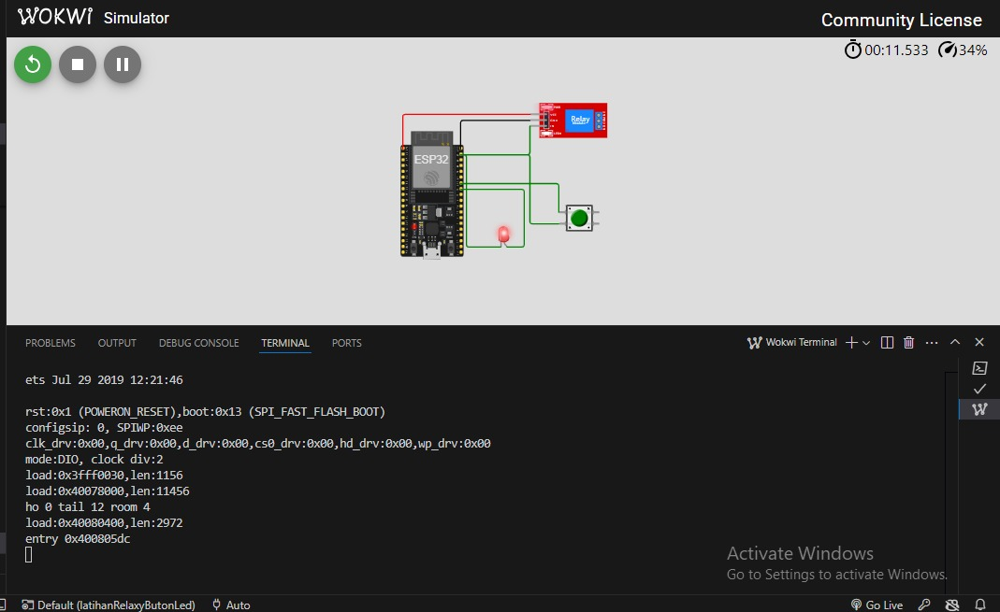 WOKWi Simulator
Community License
00:11.533 34%
Relay
Module
ESP32
PROBLEMS OUTPUT DEBUG CONSOLE TERMINAL PORTS
Wokwi Terminal
ets Jul 29 2019 12:21:46
rst:0x1 (POWERON_RESET),boot:0x13 (SPI_FAST_FLASH_BOOT)
configsip: 0, SPIWP:0xee
clk_drv:0x00,q_drv:0x00,d_drv:0x00,cs0_drv:0x00,hd_drv:0x00,wp_drv:0x00
mode:DIO, clock div:2
load:0x3fff0030,len:1156
load:0x40078000,len:11456
ho 0 tail 12 room 4
load:0x40080400,len:2972
entry 0x400805dc
Activate Windows
Go to Settings to activate Windows.
Default (latihanRelaxyButonLed) Auto
Go Live